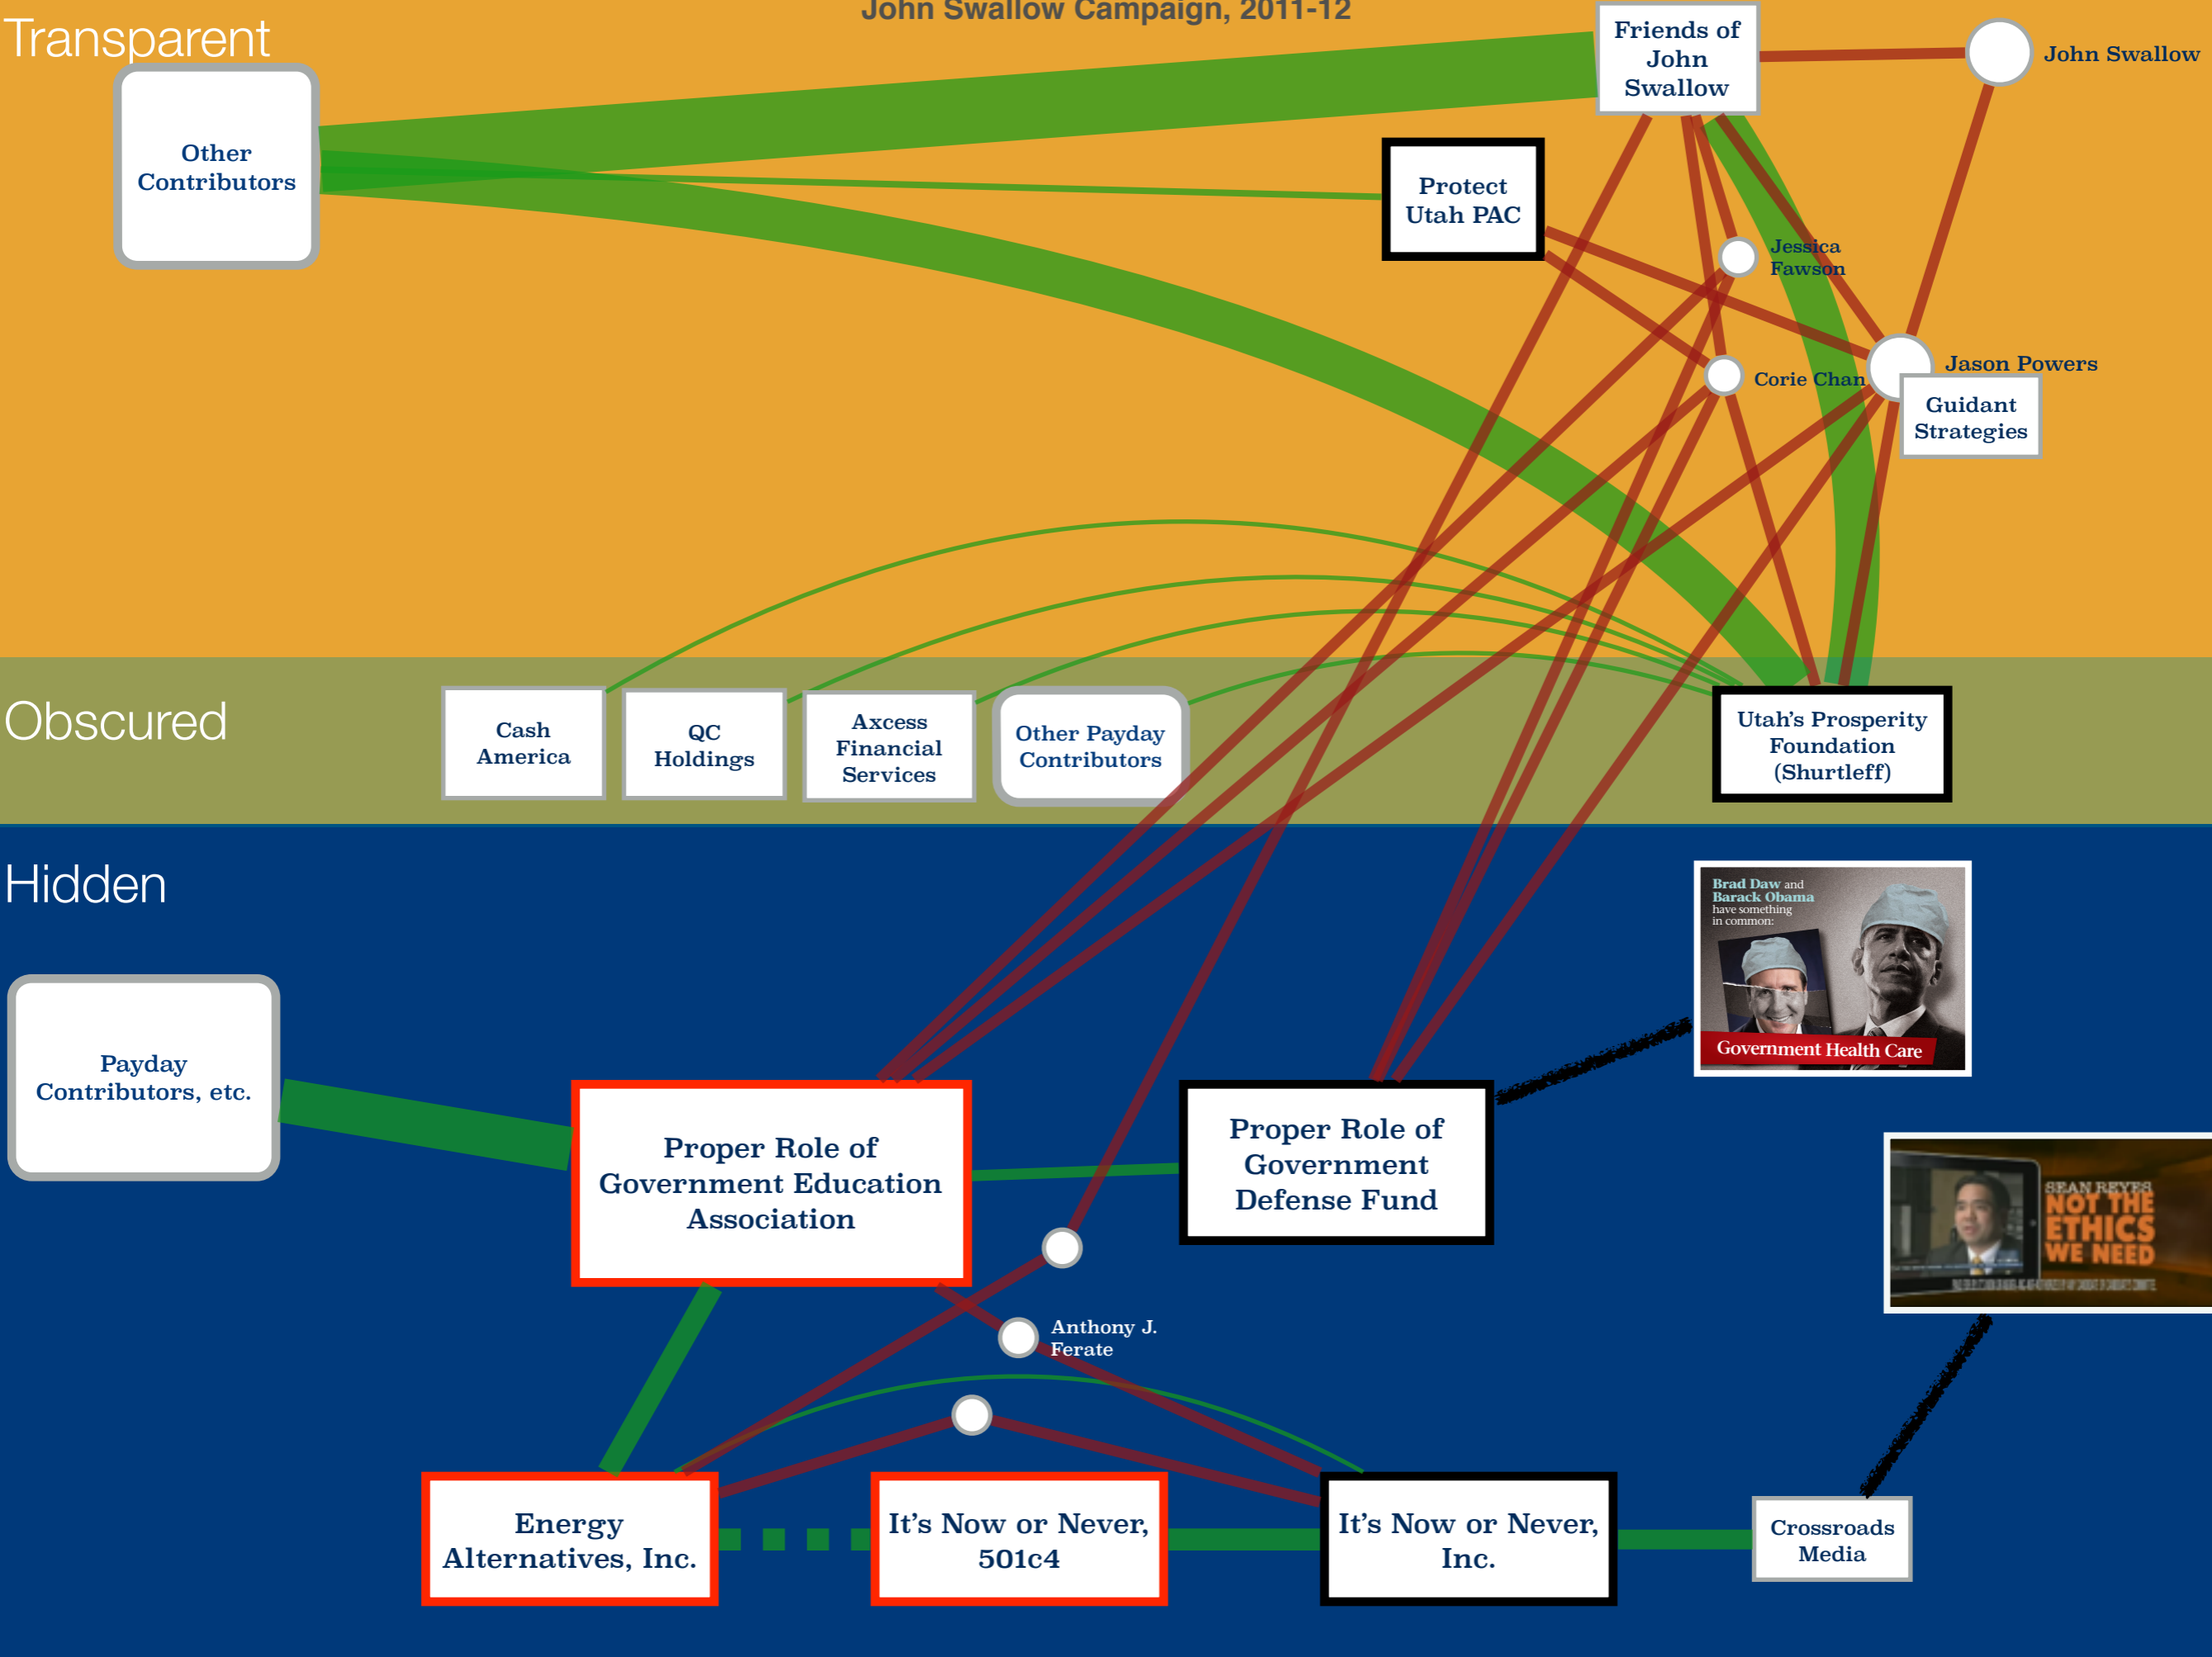 John Swallow Campaign, 2011-12
Transparent
Friends of
John
Swallow
John Swallow
Other
Contributors
Protect
Utah PAC
Jessica
Fawson
Corie Chan
Jason Powers
Guidant
Strategies
Obscured
Cash
America
QC
Holdings
Axcess
Financial
Services
Other Payday
Contributors
Utah's Prosperity
Foundation
(Shurtleff)
Hidden
Brad Daw and
Barack Obama
have something
in common:
Government Health Care
Payday
Contributors, etc.
Proper Role of
Government Education
Association
Proper Role of
Government
Defense Fund
SEAN REYES
NOT THE
ETHICS
WE NEED
Anthony J.
Ferate
Energy
Alternatives, Inc.
It's Now or Never,
501c4
It's Now or Never,
Inc.
Crossroads
Media